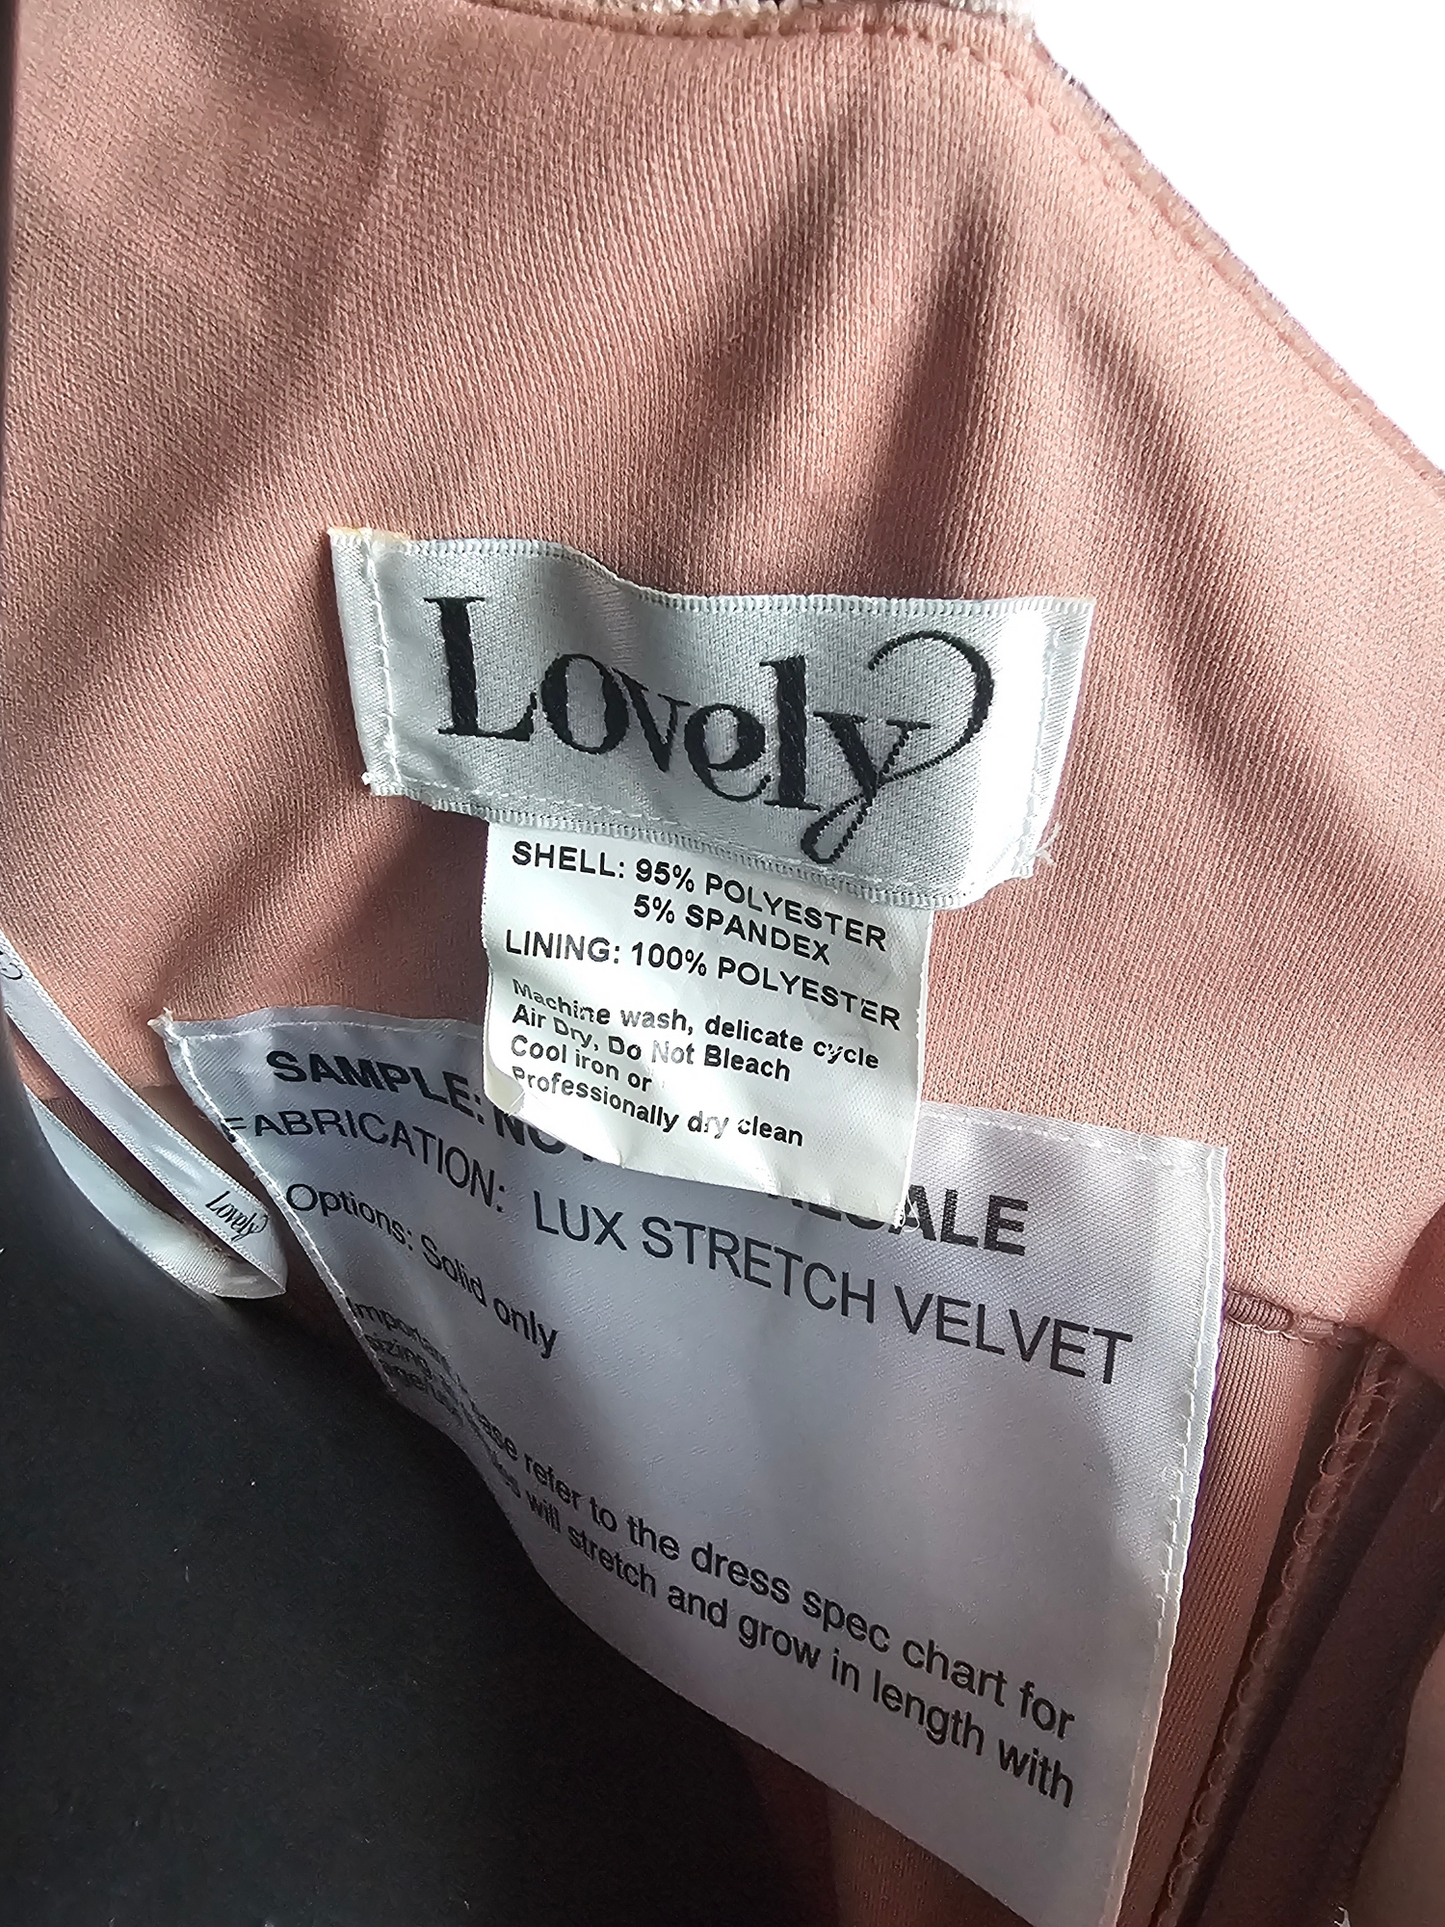 Lovely
SHELL: 95% POLYESTER
5% SPANDEX
LINING: 100% POLYESTER
Machine wash, delicate cycle
Air Dry, Do Not Bleach
Cool iron or
Professionally dry clean
SAMPLE: NO
FABRICATION: LUX STRETCH VELVET
Options: Solid only
refer to the dress spec chart for
sizing
will stretch and grow in length with
Lovely